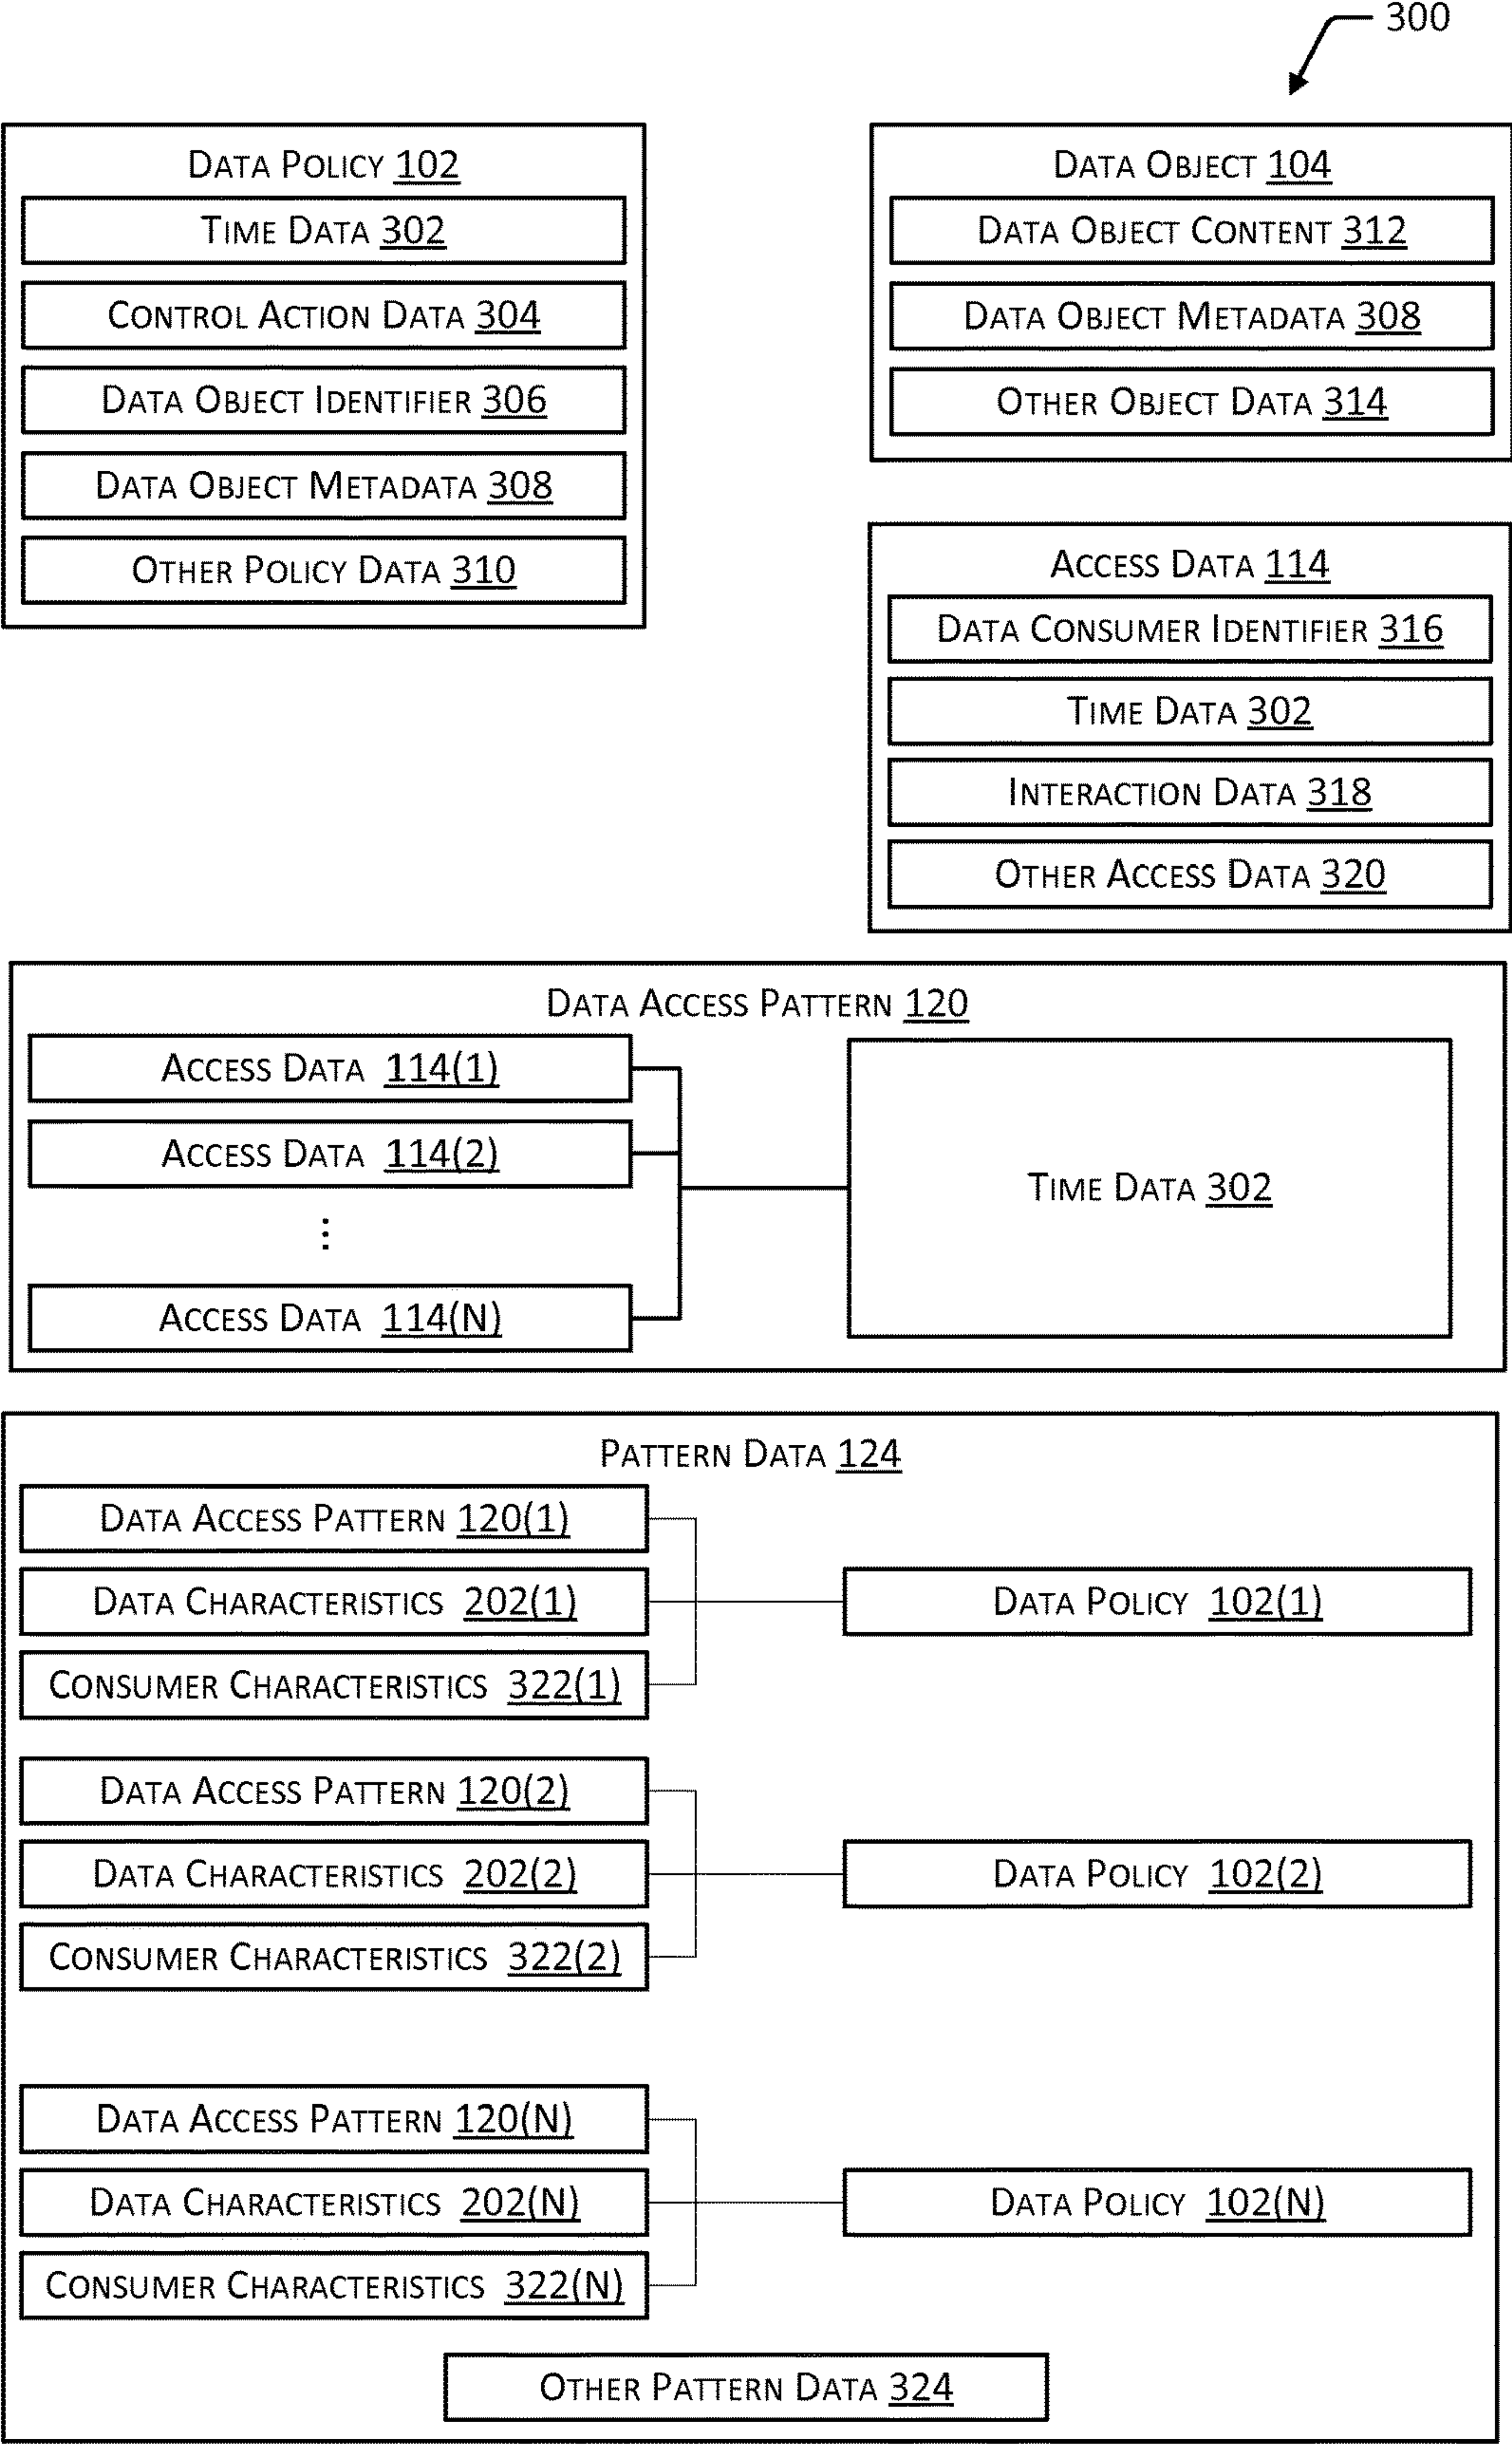 300
DATA POLICY 102
TIME DATA 302
CONTROL ACTION DATA 304
DATA OBJECT IDENTIFIER 306
DATA OBJECT METADATA 308
OTHER POLICY DATA 310
DATA OBJECT 104
DATA OBJECT CONTENT 312
DATA OBJECT METADATA 308
OTHER OBJECT DATA 314
ACCESS DATA 114
DATA CONSUMER IDENTIFIER 316
TIME DATA 302
INTERACTION DATA 318
OTHER ACCESS DATA 320
DATA ACCESS PATTERN 120
ACCESS DATA 114(1)
ACCESS DATA 114(2)
⋮
ACCESS DATA 114(N)
TIME DATA 302
PATTERN DATA 124
DATA ACCESS PATTERN 120(1)
DATA CHARACTERISTICS 202(1)
CONSUMER CHARACTERISTICS 322(1)
DATA POLICY 102(1)
DATA ACCESS PATTERN 120(2)
DATA CHARACTERISTICS 202(2)
CONSUMER CHARACTERISTICS 322(2)
DATA POLICY 102(2)
DATA ACCESS PATTERN 120(N)
DATA CHARACTERISTICS 202(N)
CONSUMER CHARACTERISTICS 322(N)
DATA POLICY 102(N)
OTHER PATTERN DATA 324